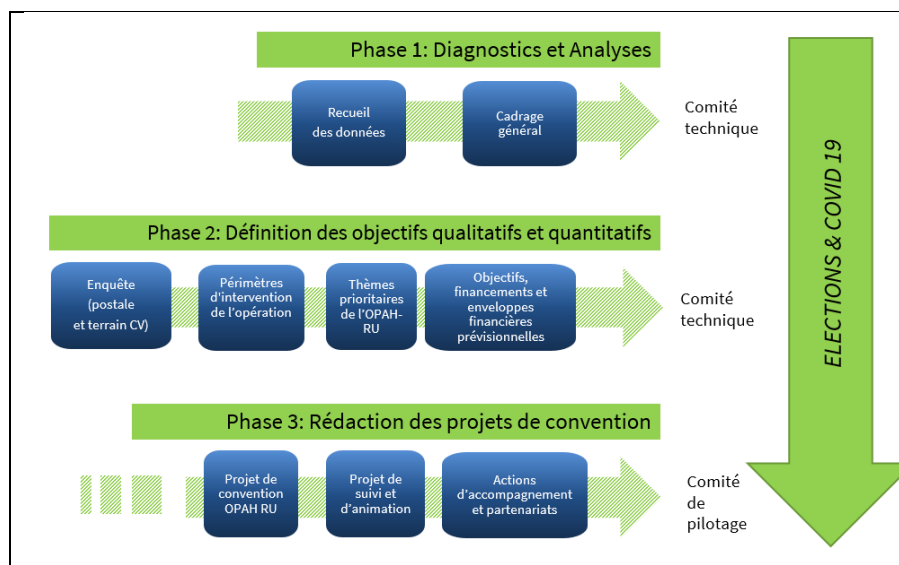 Phase 1: Diagnostics et Analyses
Recueil
des données
Cadrage
général
Comité
technique
Phase 2: Définition des objectifs qualitatifs et quantitatifs
Enquête
(postale
et terrain CV)
Périmètres
d'intervention
de l'opération
Thèmes
prioritaires
de l'OPAH-
RU
Objectifs,
financements et
enveloppes
financières
prévisionnelles
Comité
technique
Phase 3: Rédaction des projets de convention
Projet de
convention
OPAH RU
Projet de
suivi et
d'animation
Actions
d'accompagnement
et partenariats
Comité
de
pilotage
ELECTIONS & COVID 19